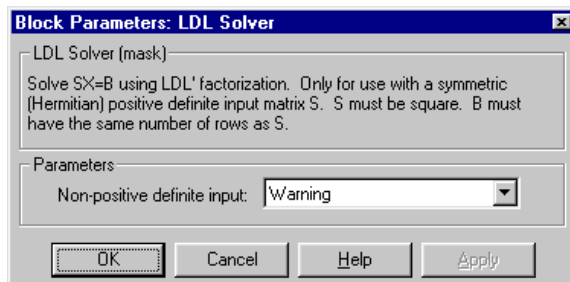 Block Parameters: LDL Solver
LDL Solver (mask)
Solve SX=B using LDL' factorization. Only for use with a symmetric
(Hermitian) positive definite input matrix S. S must be square. B must
have the same number of rows as S.
Parameters
Non-positive definite input: Warning
OK Cancel Help Apply